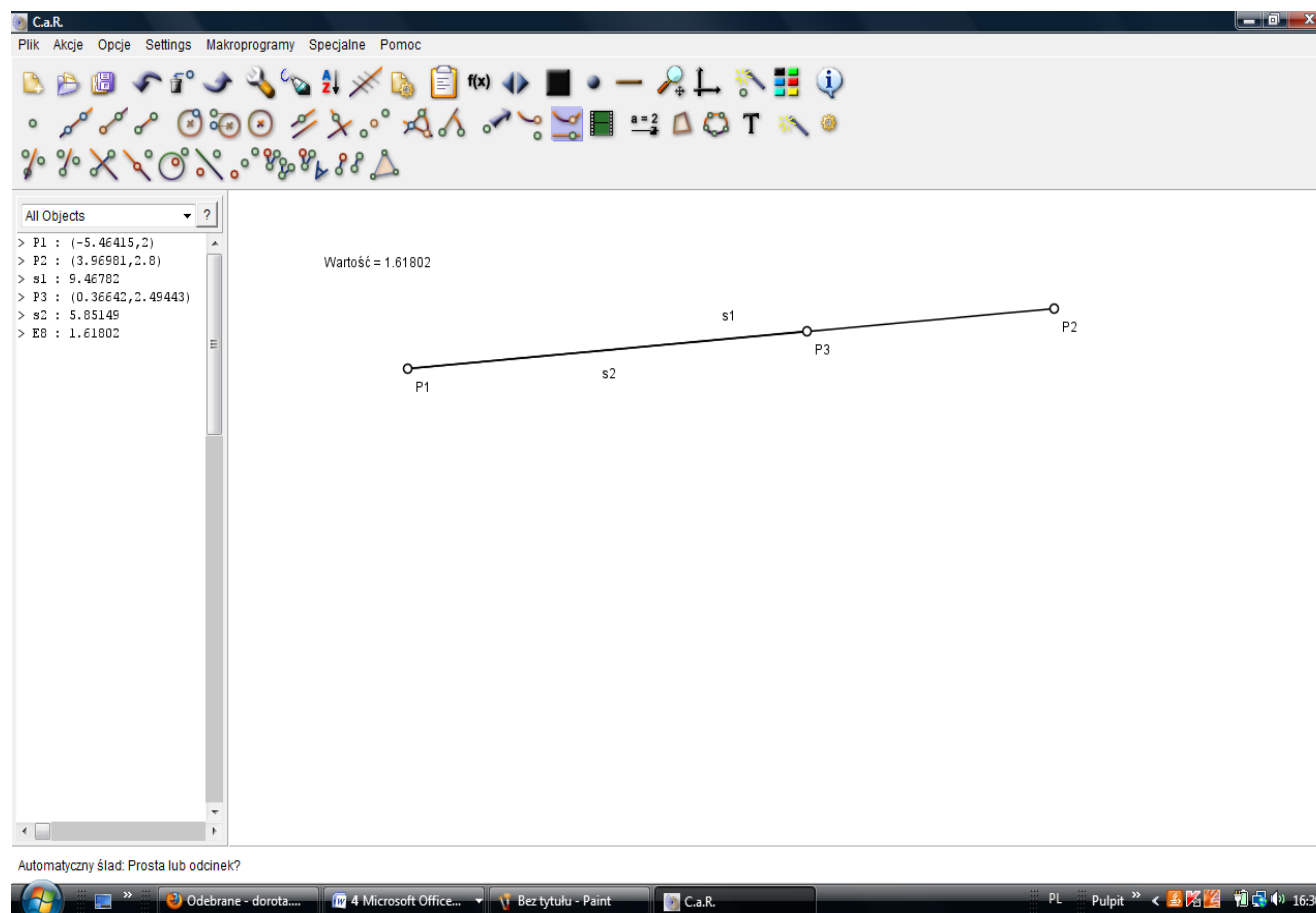 C.a.R.
Plik Akcje Opcje Settings Makroprogramy Specjalne Pomoc
f(x)
a = 2
T
All Objects ?
> P1 : (-5.46415,2)
> P2 : (3.96981,2.8)
> s1 : 9.46782
> P3 : (0.36642,2.49443)
> s2 : 5.85149
> E8 : 1.61802
Wartość = 1.61802
s1
P2
P3
s2
P1
Automatyczny ślad: Prosta lub odcinek?
Odebrane - dorota.... 4 Microsoft Office... Bez tytułu - Paint C.a.R. PL Pulpit